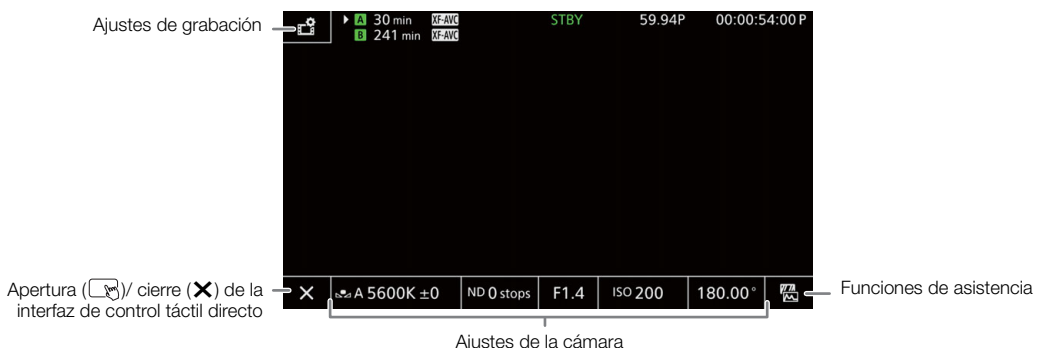 Ajustes de grabación
A 30 min XF-AVC STBY 59.94P 00:00:54:00 P
B 241 min XF-AVC
Apertura ( )/ cierre (✕) de la
interfaz de control táctil directo
✕ A 5600K ±0 ND 0 stops F1.4 ISO 200 180.00°
Funciones de asistencia
Ajustes de la cámara